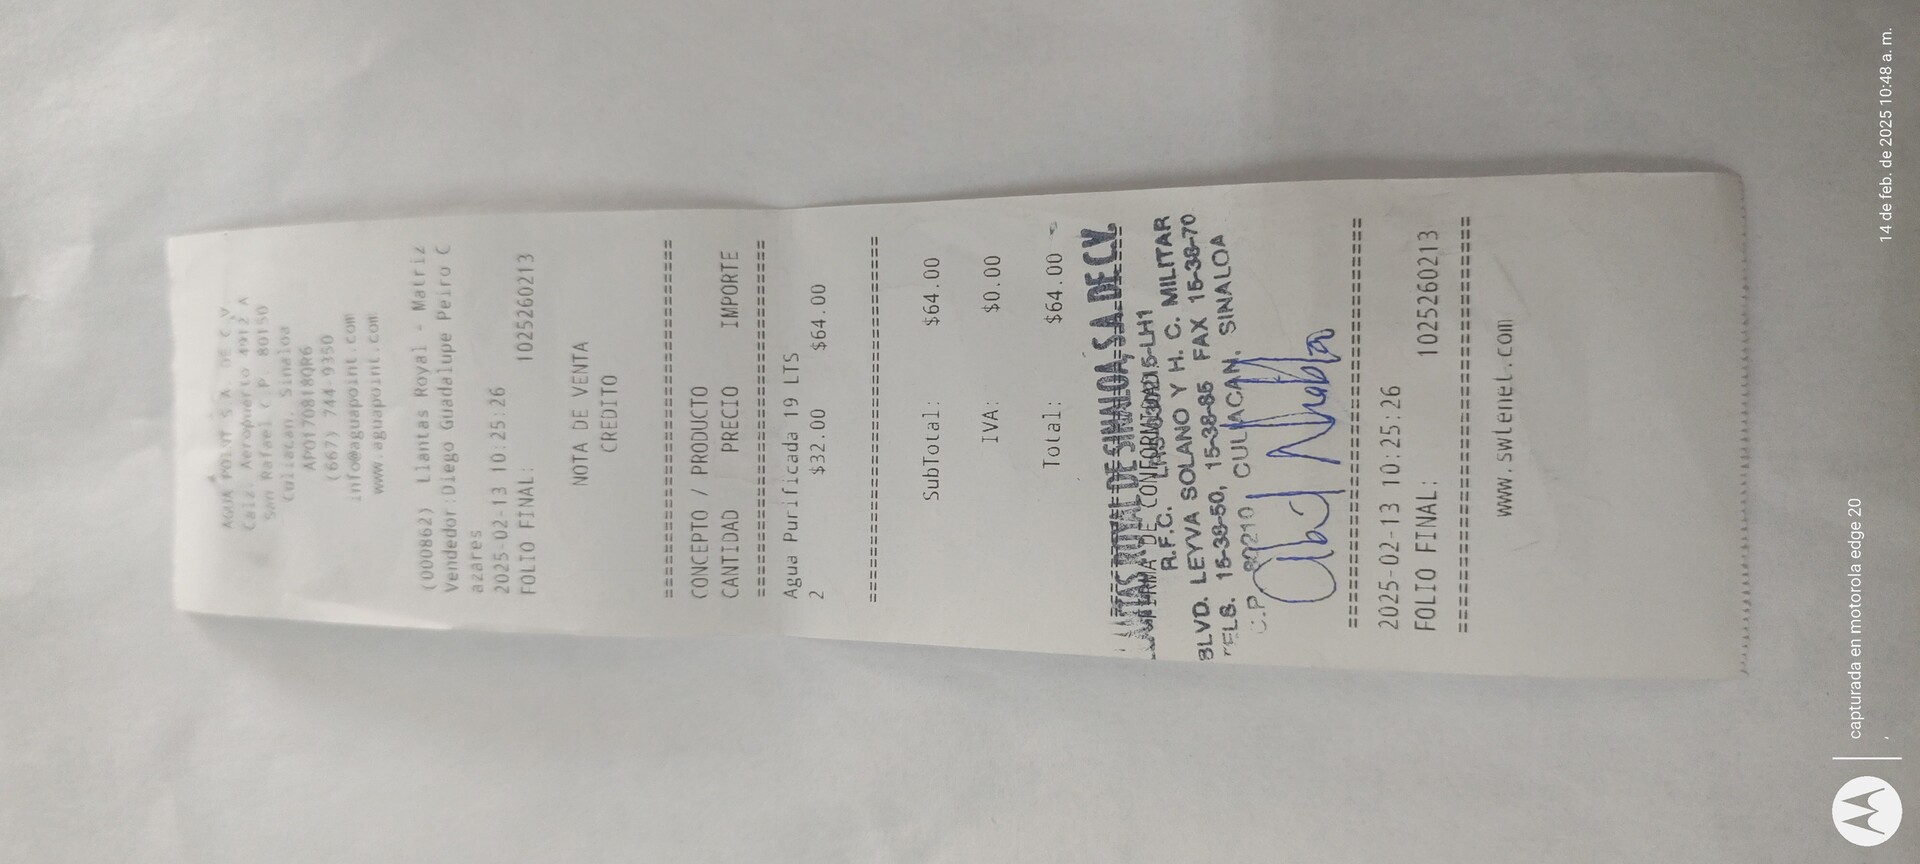 AGUA POINT S.A. DE C.V.
Calz. Aeropuerto 4912 A
San Rafael C.P. 80150
Culiacan, Sinaloa
APO170818QR6
(667) 744-9350
info@aguapoint.com
www.aguapoint.com
(000862) Llantas Royal - Matriz
Vendedor:Diego Guadalupe Peiro C
azares
2025-02-13 10:25:26
FOLIO FINAL: 1025260213
NOTA DE VENTA
CREDITO
================================
CONCEPTO / PRODUCTO
CANTIDAD PRECIO IMPORTE
================================
Agua Purificada 19 LTS
2 $32.00 $64.00
================================
SubTotal: $64.00
IVA: $0.00
Total: $64.00
LLANTAS ROYAL DE SINALOA, S.A. DE C.V.
FIRMA DE CONFORMIDAD
R.F.C.
BLVD. LEYVA SOLANO Y H. C. MILITAR
TELS. 15-38-50, 15-38-85 FAX 15-38-70
C.P. 80210 CULIACAN, SINALOA
================================
2025-02-13 10:25:26
FOLIO FINAL: 1025260213
================================
www.swlenet.com
capturada en motorola edge 20
14 de feb. de 2025 10:48 a. m.